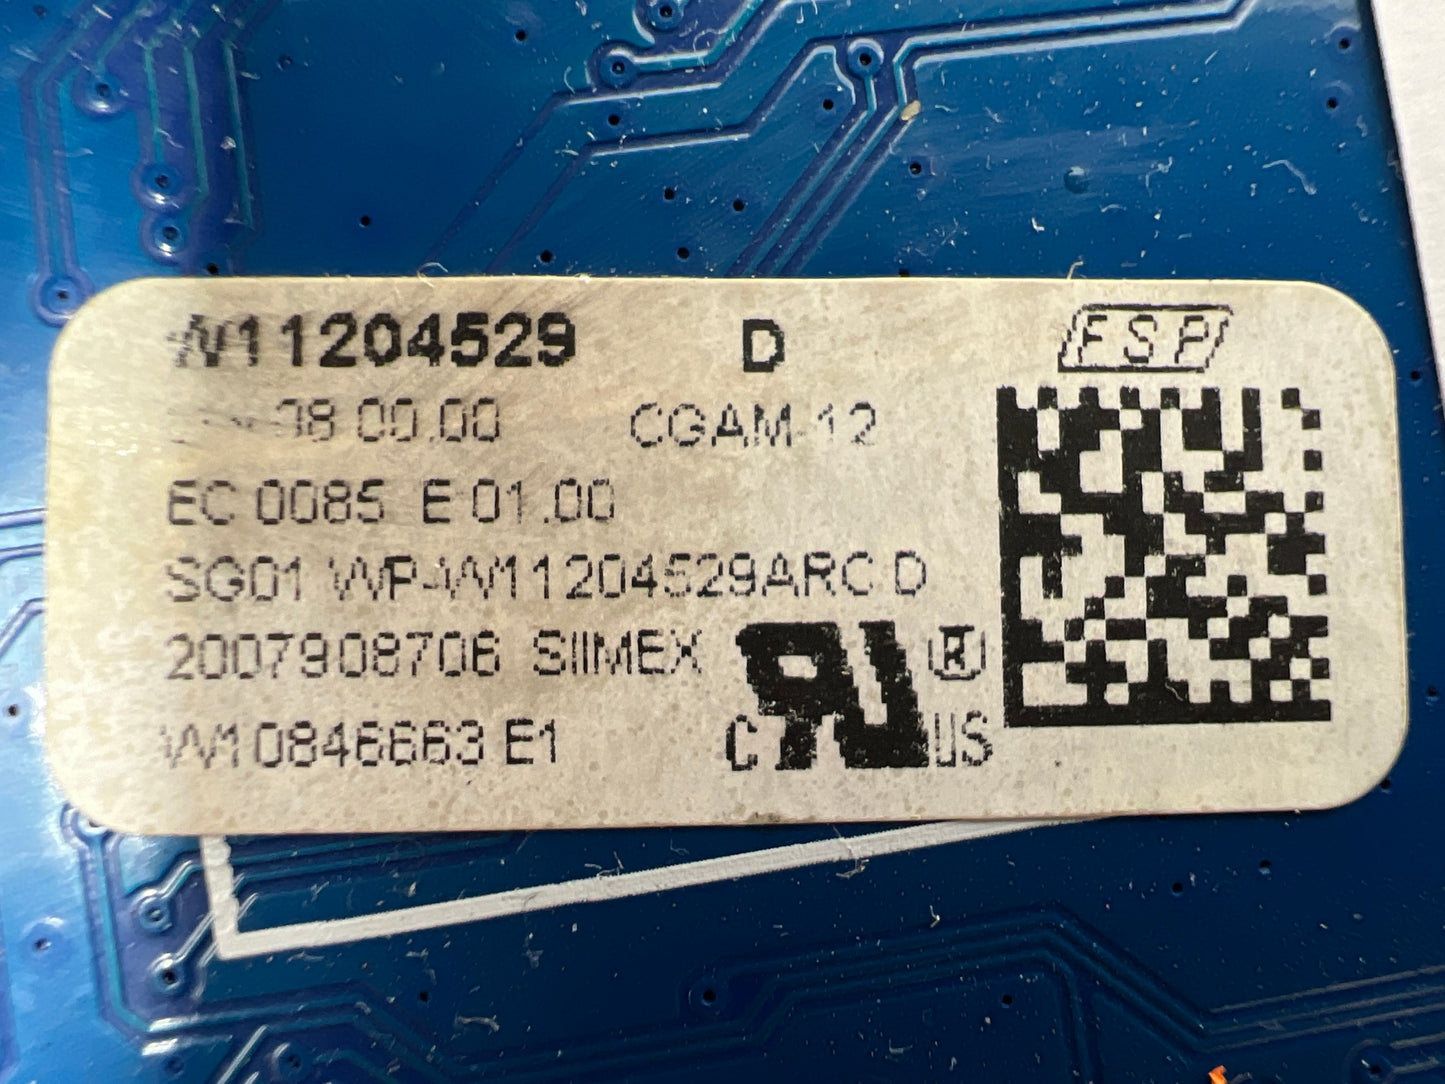 W11204529 D FSP
08 00.00 CGAM-12
EC 0085 E 01.00
SG01 WP-W11204529ARC D
2007908706 SIIMEX
W10846663 E1
c RU US ®